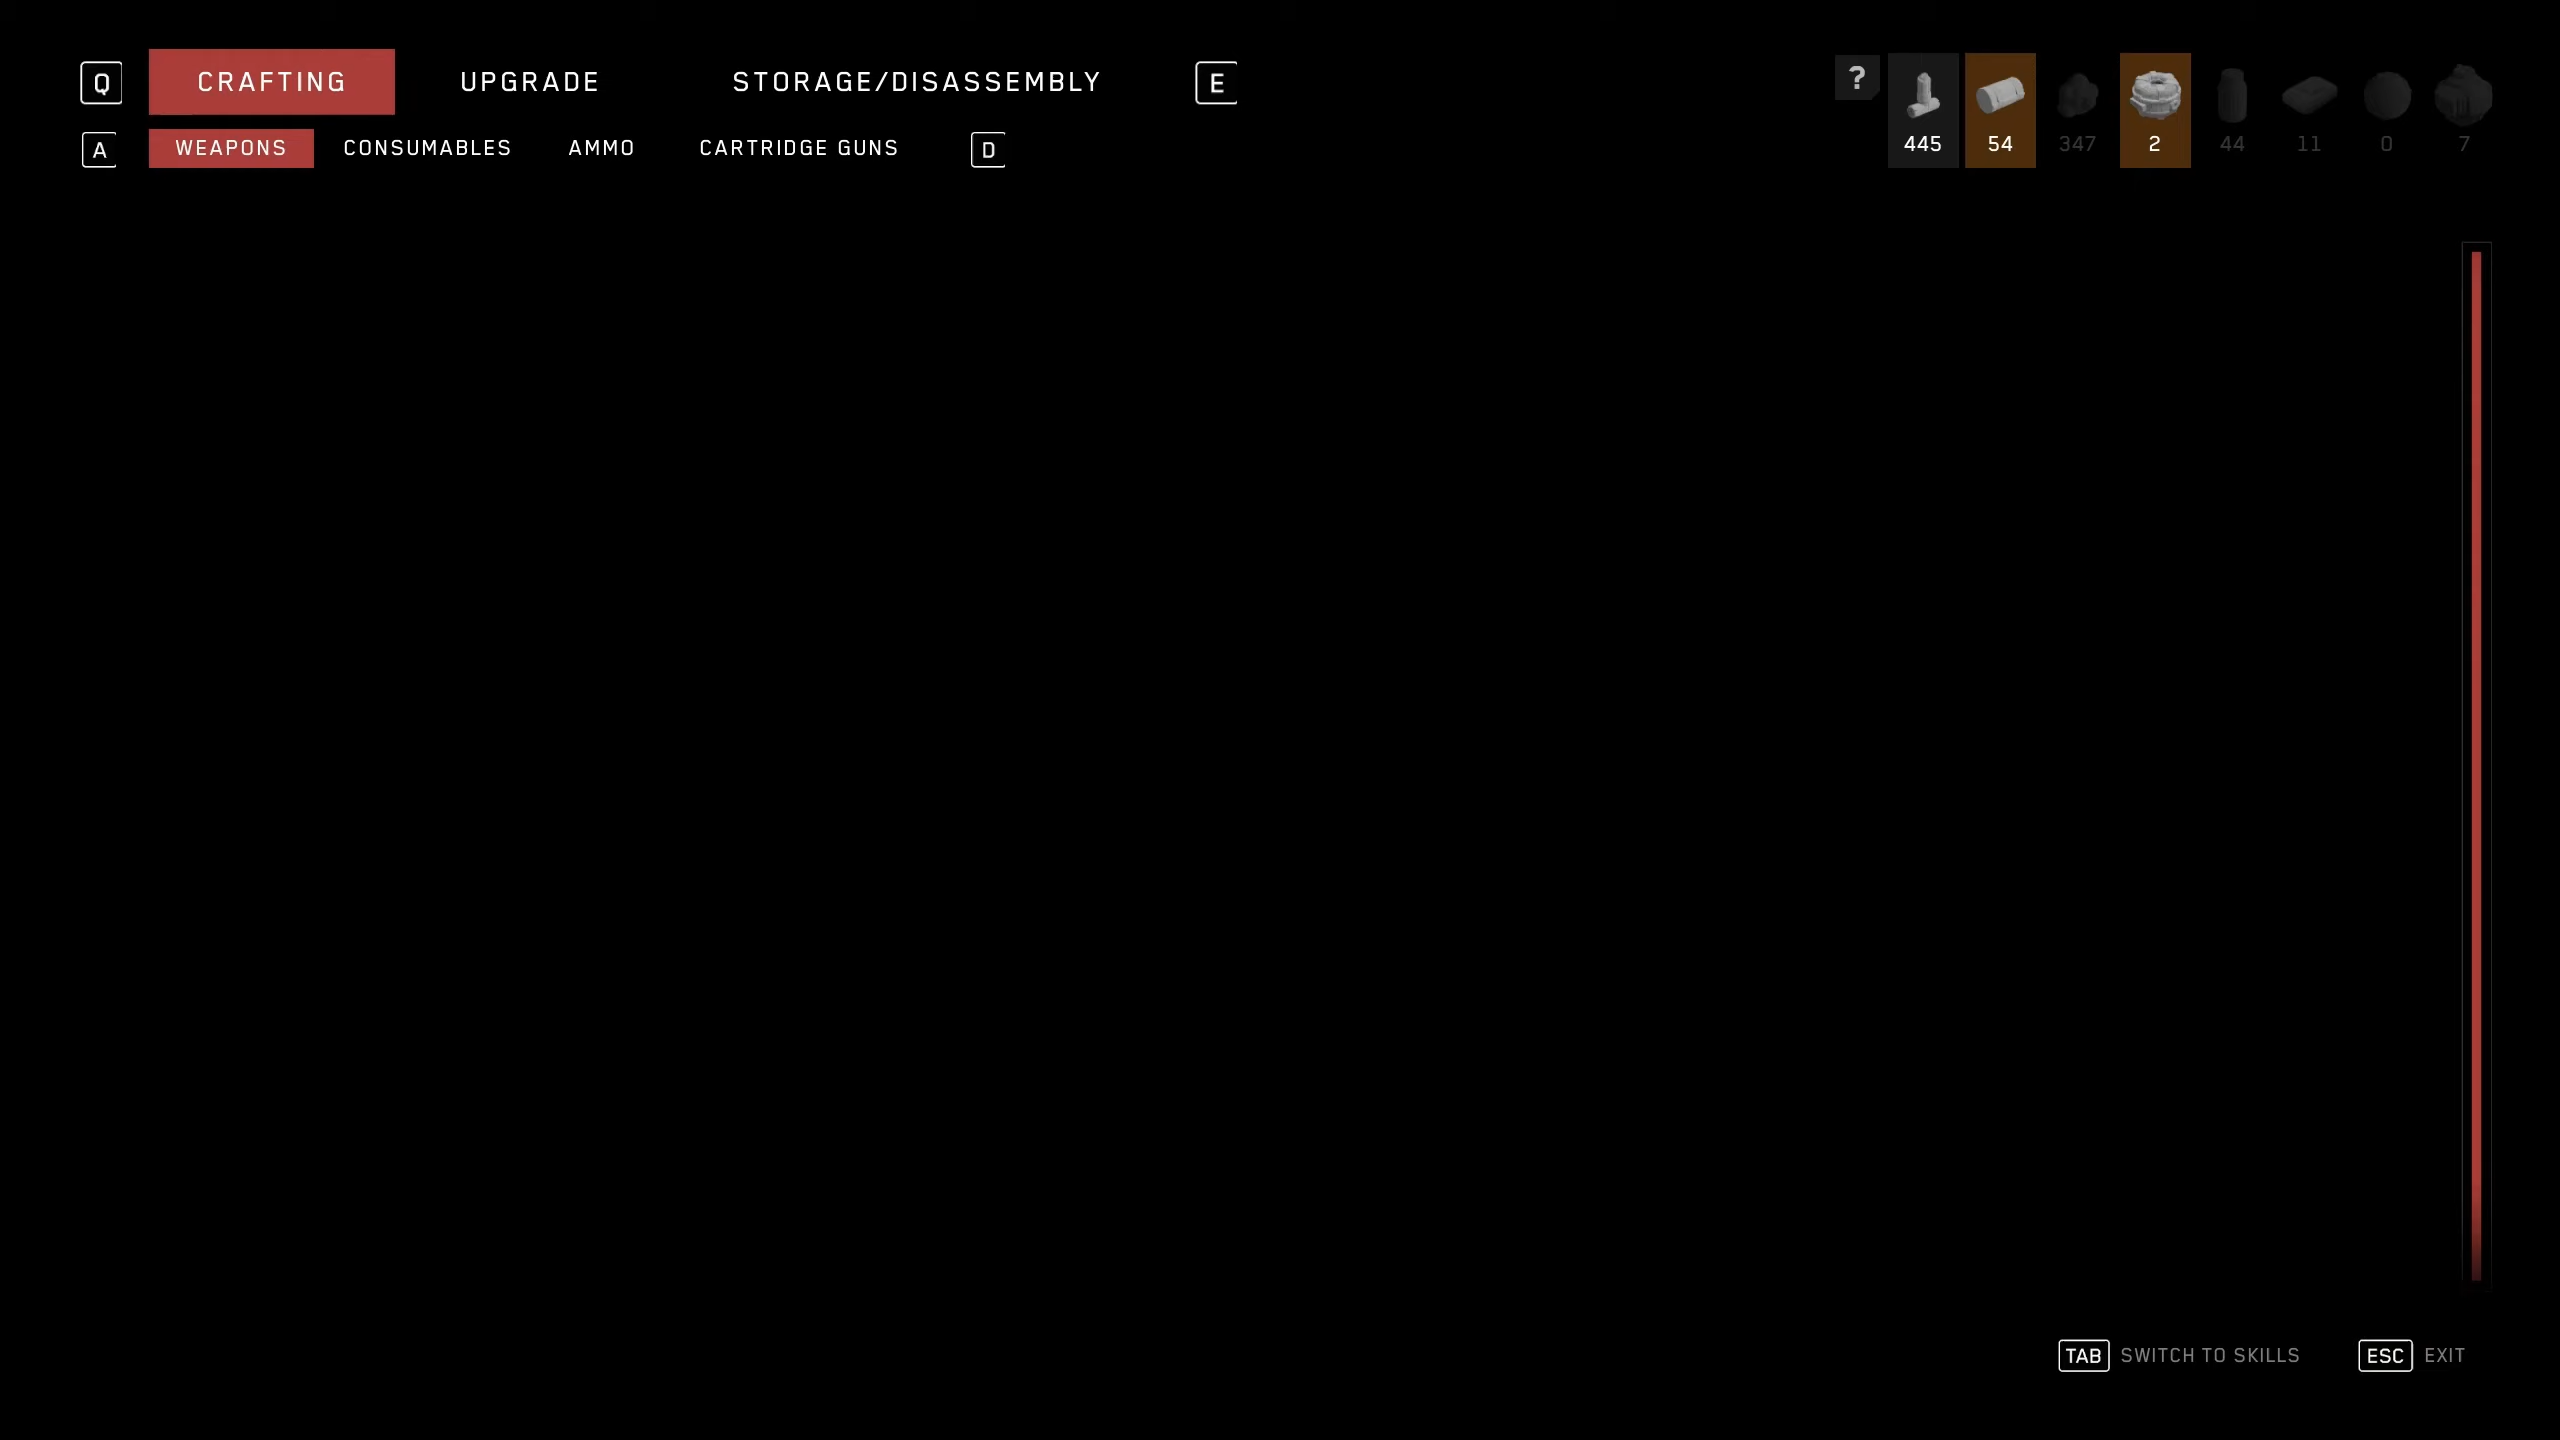 Q CRAFTING UPGRADE STORAGE/DISASSEMBLY E
?
A WEAPONS CONSUMABLES AMMO CARTRIDGE GUNS D
445 54 347 2 44 11 0 7
TAB SWITCH TO SKILLS ESC EXIT